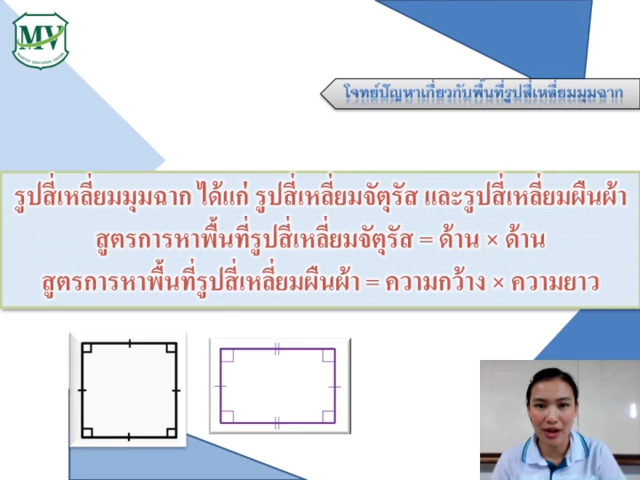 MV
โจทย์ปัญหาเกี่ยวกับพื้นที่รูปสี่เหลี่ยมมุมฉาก
รูปสี่เหลี่ยมมุมฉาก ได้แก่ รูปสี่เหลี่ยมจัตุรัส และรูปสี่เหลี่ยมผืนผ้า
สูตรการหาพื้นที่รูปสี่เหลี่ยมจัตุรัส = ด้าน × ด้าน
สูตรการหาพื้นที่รูปสี่เหลี่ยมผืนผ้า = ความกว้าง × ความยาว